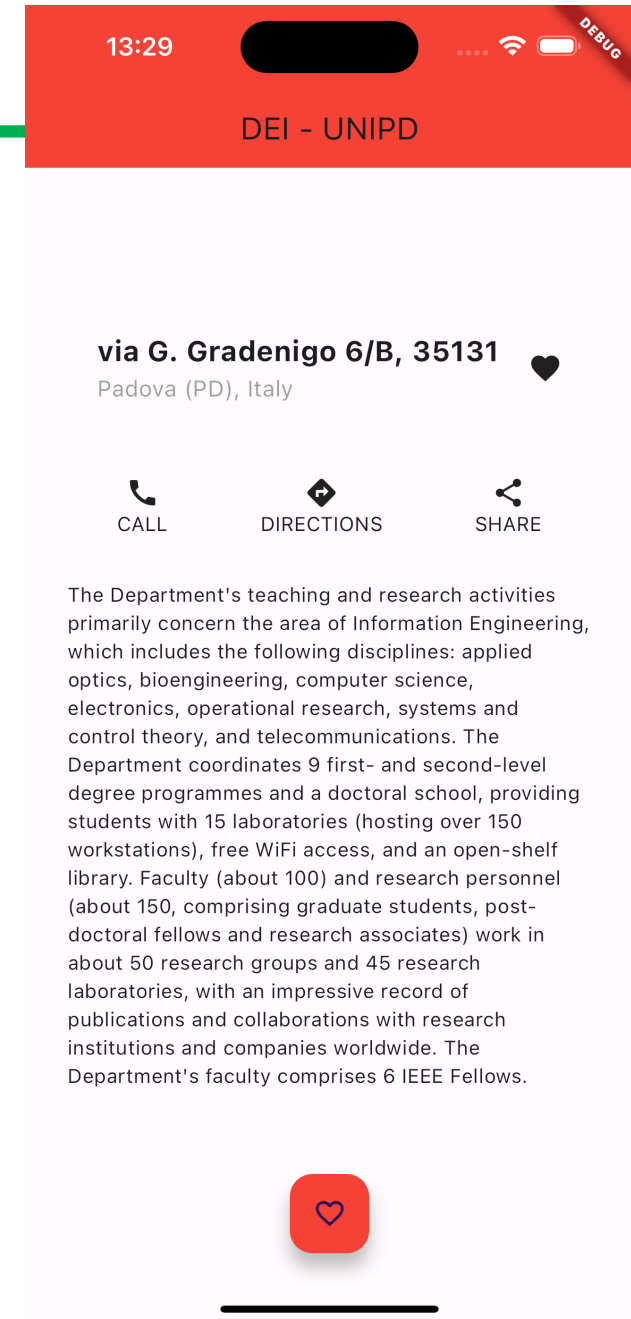 13:29
DEBUG
DEI - UNIPD
via G. Gradenigo 6/B, 35131
Padova (PD), Italy
CALL
DIRECTIONS
SHARE
The Department's teaching and research activities
primarily concern the area of Information Engineering,
which includes the following disciplines: applied
optics, bioengineering, computer science,
electronics, operational research, systems and
control theory, and telecommunications. The
Department coordinates 9 first- and second-level
degree programmes and a doctoral school, providing
students with 15 laboratories (hosting over 150
workstations), free WiFi access, and an open-shelf
library. Faculty (about 100) and research personnel
(about 150, comprising graduate students, post-
doctoral fellows and research associates) work in
about 50 research groups and 45 research
laboratories, with an impressive record of
publications and collaborations with research
institutions and companies worldwide. The
Department's faculty comprises 6 IEEE Fellows.